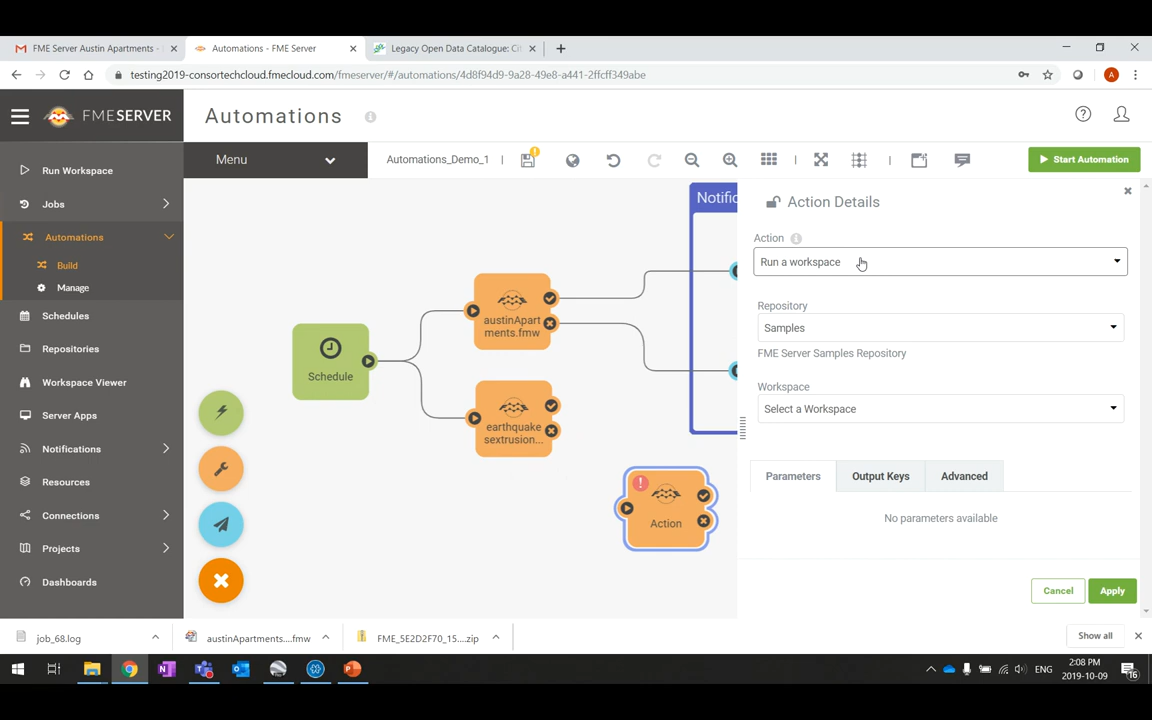 FME Server Austin Apartments -
Automations - FME Server
Legacy Open Data Catalogue: Ci
testing2019-consortechcloud.fmecloud.com/fmeserver/#/automations/4d8f94d9-9a28-49e8-a441-2ffcff349abe
A
FMESERVER
Automations
Menu
Automations_Demo_1
Start Automation
Run Workspace
Jobs
Automations
Build
Manage
Schedules
Repositories
Workspace Viewer
Server Apps
Notifications
Resources
Connections
Projects
Dashboards
Notific
Schedule
austinApart
ments.fmw
earthquake
sextrusion...
Action
Action Details
Action
Run a workspace
Repository
Samples
FME Server Samples Repository
Workspace
Select a Workspace
Parameters
Output Keys
Advanced
No parameters available
Cancel
Apply
job_68.log
austinApartments....fmw
FME_5E2D2F70_15....zip
Show all
ENG
2:08 PM
2019-10-09
16